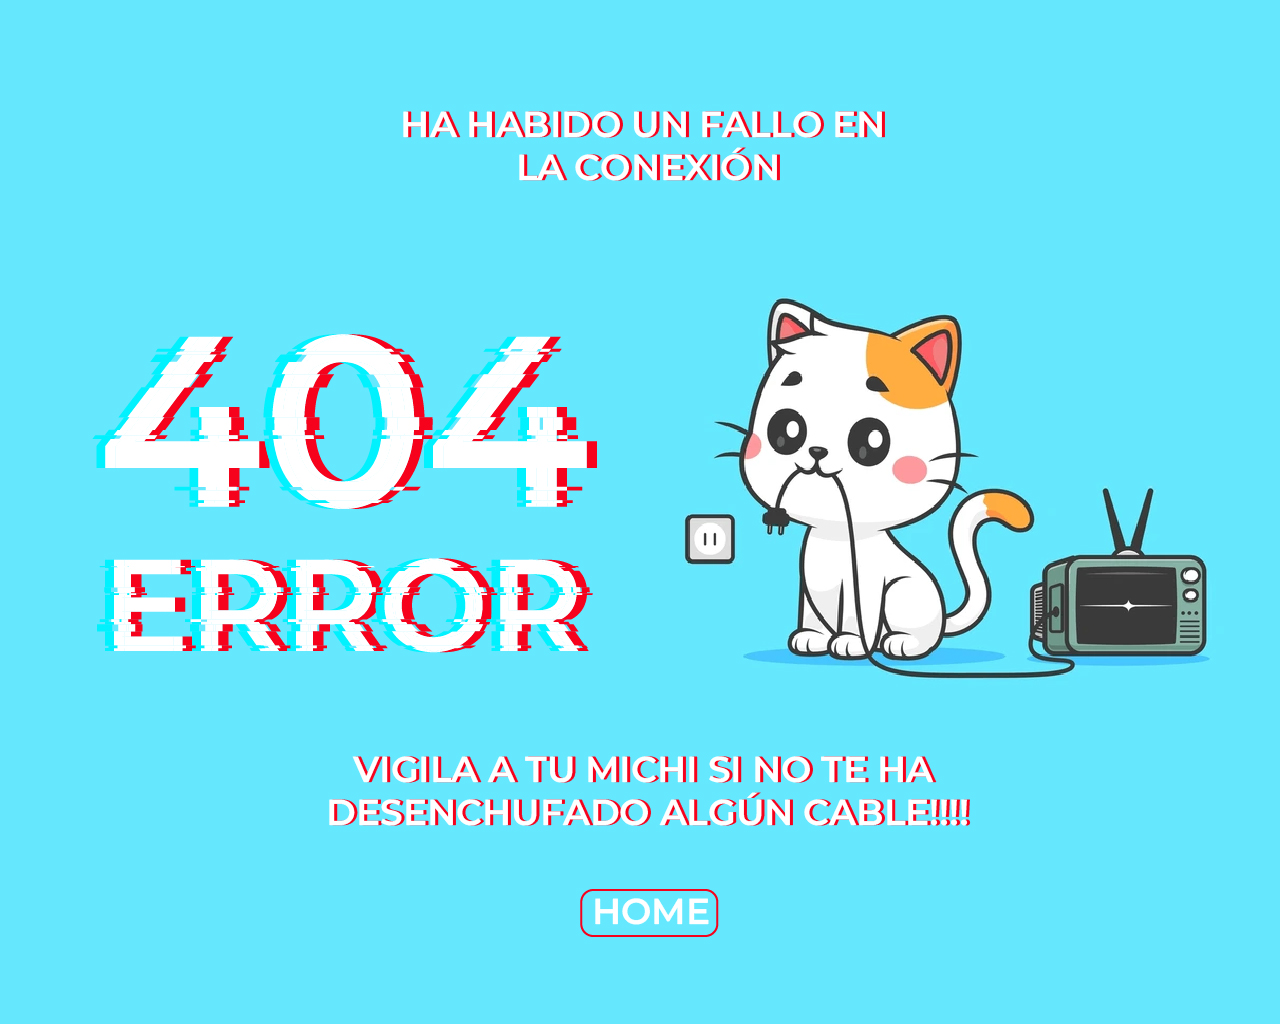 HA HABIDO UN FALLO EN
LA CONEXIÓN
404
ERROR
VIGILA A TU MICHI SI NO TE HA
DESENCHUFADO ALGÚN CABLE!!!!
HOME